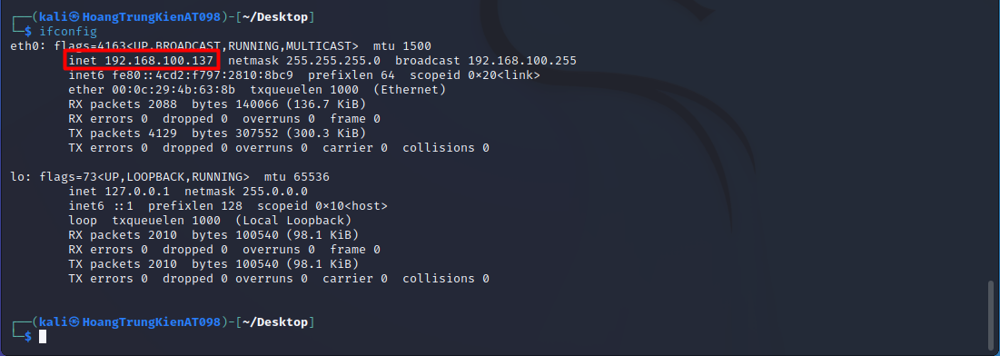 ┌──(kali㉿HoangTrungKienAT098)-[~/Desktop]
└─$ ifconfig
eth0: flags=4163<UP,BROADCAST,RUNNING,MULTICAST>  mtu 1500
        inet 192.168.100.137  netmask 255.255.255.0  broadcast 192.168.100.255
        inet6 fe80::4cd2:f797:2810:8bc9  prefixlen 64  scopeid 0×20<link>
        ether 00:0c:29:4b:63:8b  txqueuelen 1000  (Ethernet)
        RX packets 2088  bytes 140066 (136.7 KiB)
        RX errors 0  dropped 0  overruns 0  frame 0
        TX packets 4129  bytes 307552 (300.3 KiB)
        TX errors 0  dropped 0 overruns 0  carrier 0  collisions 0
lo: flags=73<UP,LOOPBACK,RUNNING>  mtu 65536
        inet 127.0.0.1  netmask 255.0.0.0
        inet6 ::1  prefixlen 128  scopeid 0×10<host>
        loop  txqueuelen 1000  (Local Loopback)
        RX packets 2010  bytes 100540 (98.1 KiB)
        RX errors 0  dropped 0  overruns 0  frame 0
        TX packets 2010  bytes 100540 (98.1 KiB)
        TX errors 0  dropped 0 overruns 0  carrier 0  collisions 0
┌──(kali㉿HoangTrungKienAT098)-[~/Desktop]
└─$